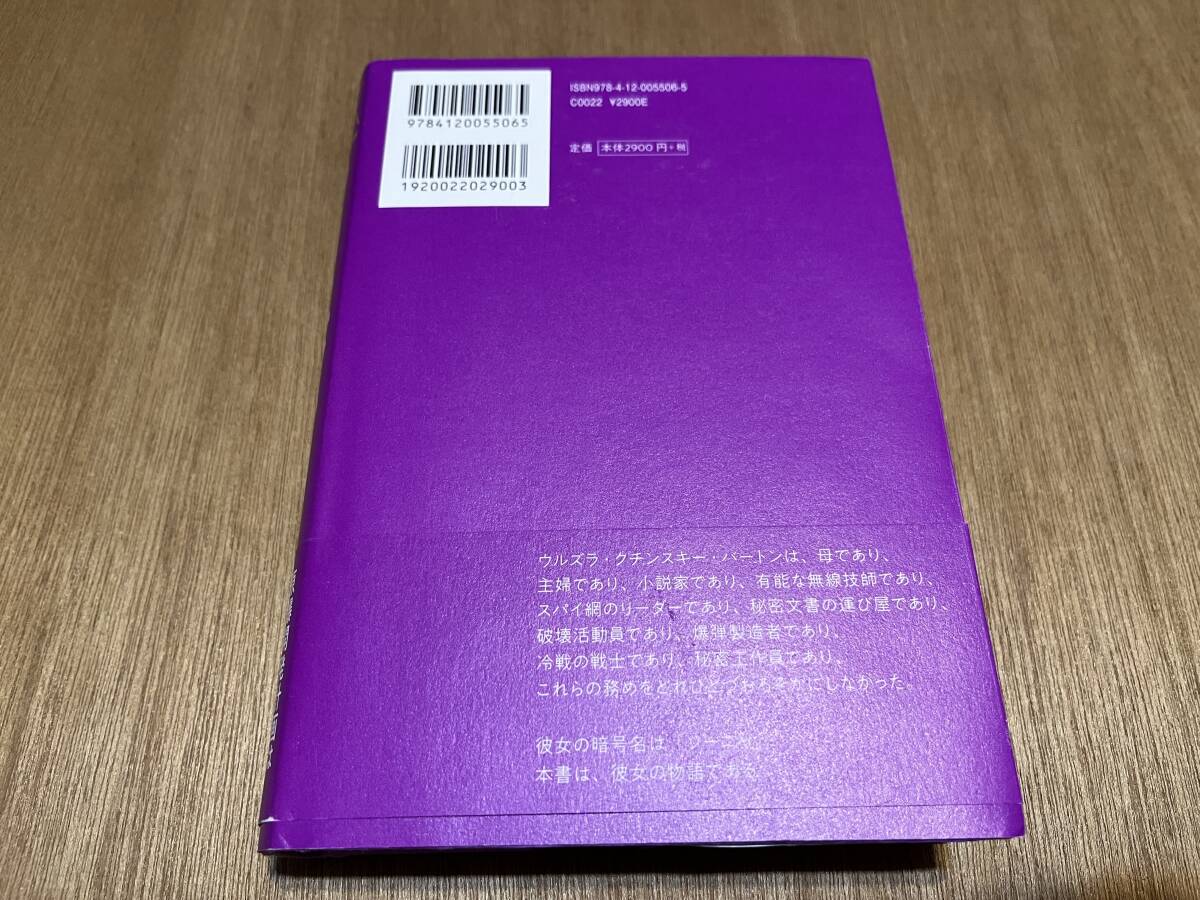 ISBN978-4-12-005506-5
C0022 ¥2900E
9784120055065
定価 本体2900円+税
1920022029003
ウルズラ・クチンスキー・バートンは、母であり、
主婦であり、小説家であり、有能な無線技師であり、
スパイ網のリーダーであり、秘密文書の運び屋であり、
破壊活動員であり、爆弾製造者であり、
冷戦の戦士であり、秘密工作員であり、
これらの務めをどれひとつおろそかにしなかった。
彼女の暗号名は
本書は、彼女の物語である